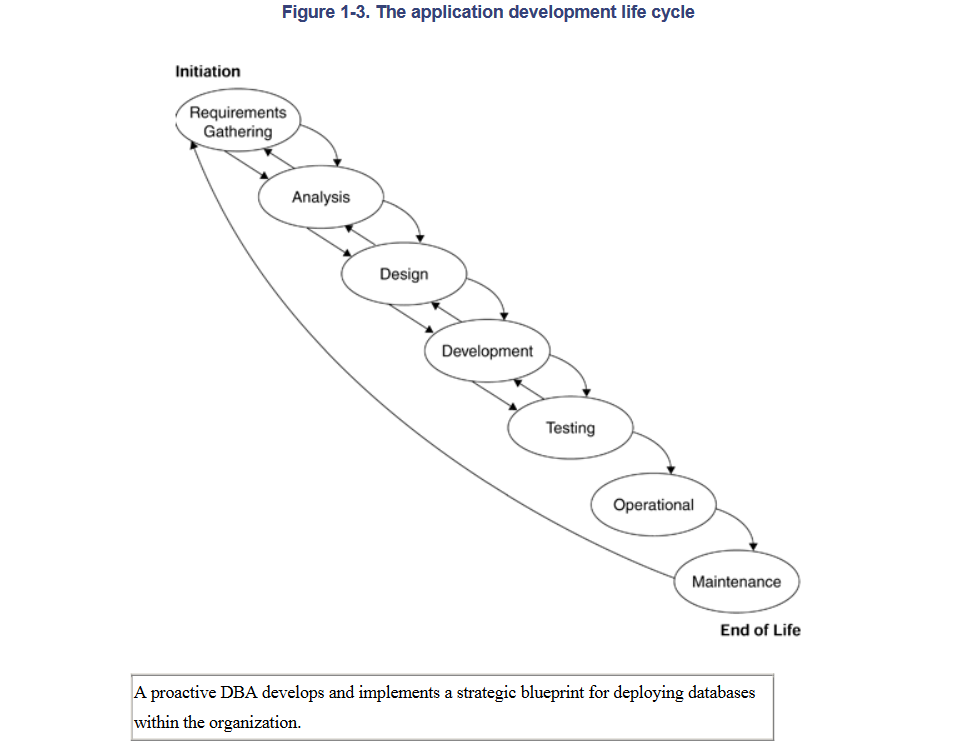 Figure 1-3. The application development life cycle
Initiation
Requirements
Gathering
Analysis
Design
Development
Testing
Operational
Maintenance
End of Life
A proactive DBA develops and implements a strategic blueprint for deploying databases
within the organization.